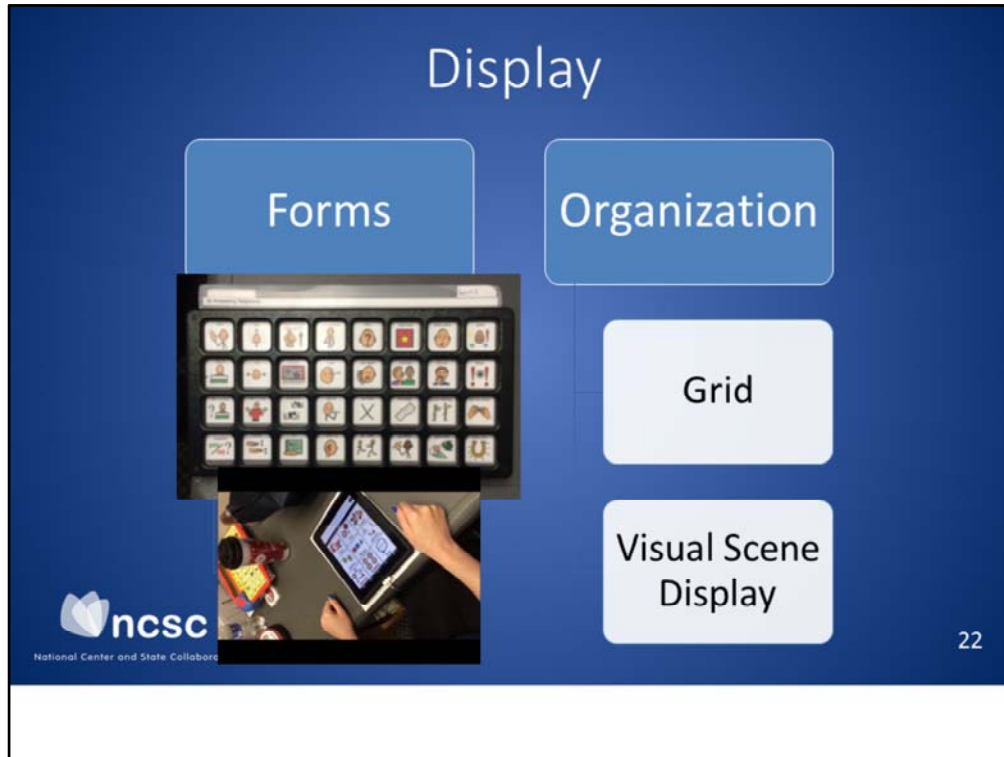 Display
Forms
Organization
Grid
Visual Scene
Display
ncsc
National Center and State Collabora
22